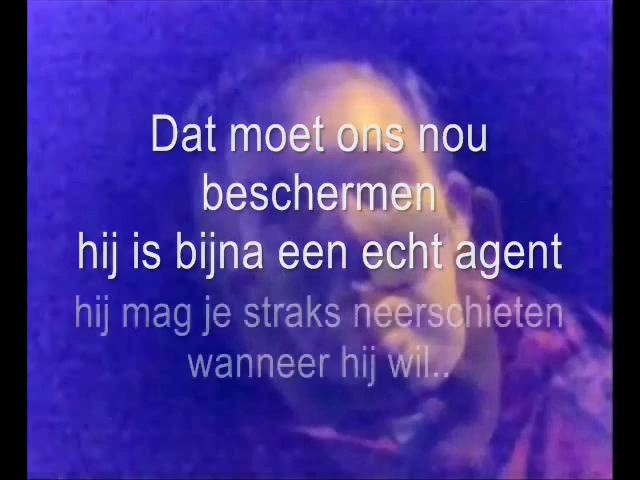 Dat moet ons nou
beschermen
hij is bijna een echt agent
hij mag je straks neerschieten
wanneer hij wil..